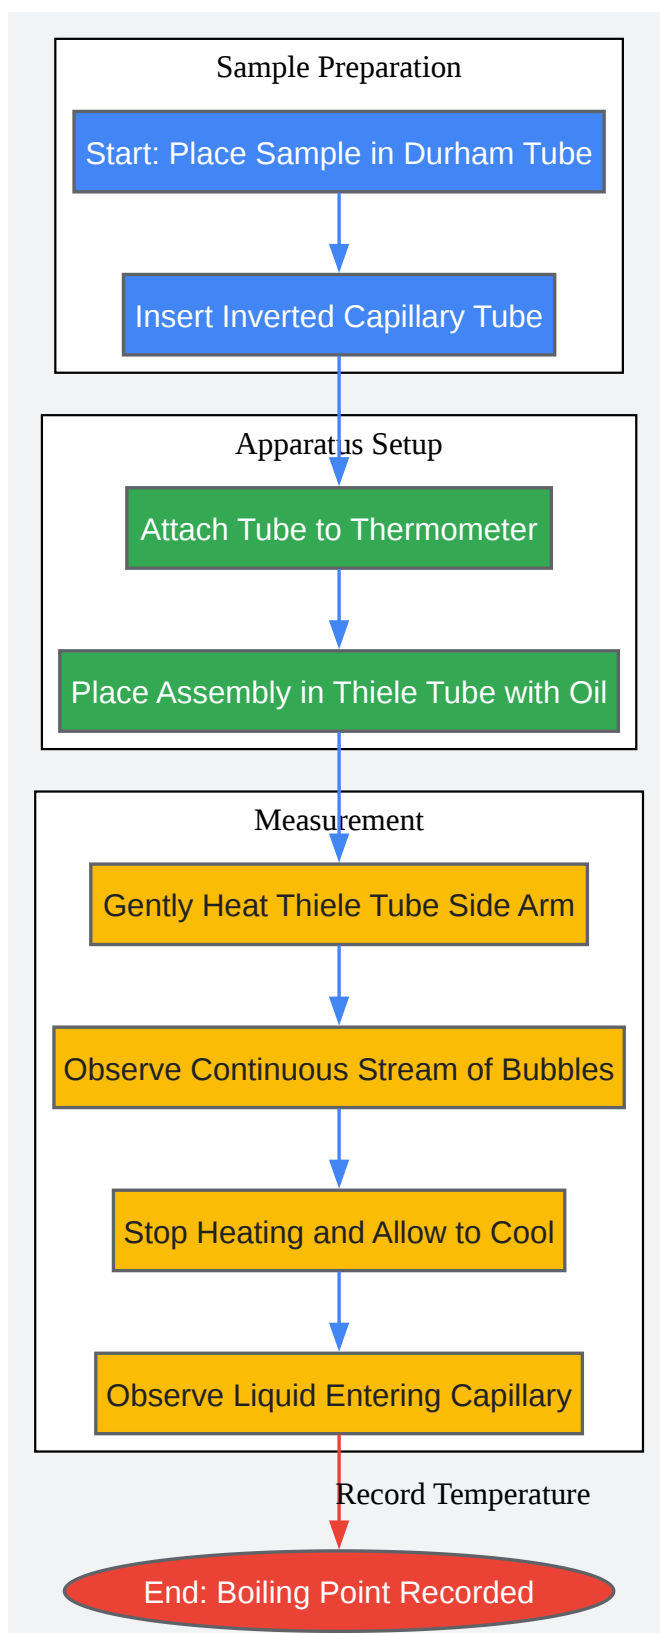 Sample Preparation
Start: Place Sample in Durham Tube
Insert Inverted Capillary Tube
Apparatus Setup
Attach Tube to Thermometer
Place Assembly in Thiele Tube with Oil
Measurement
Gently Heat Thiele Tube Side Arm
Observe Continuous Stream of Bubbles
Stop Heating and Allow to Cool
Observe Liquid Entering Capillary
Record Temperature
End: Boiling Point Recorded